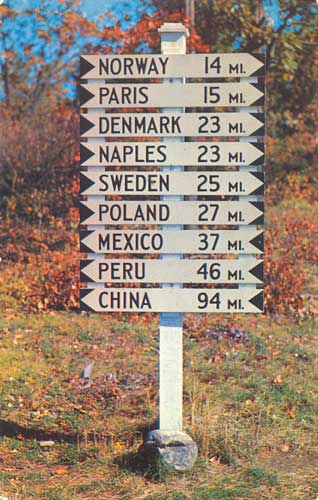 NORWAY 14 MI.
PARIS 15 MI.
DENMARK 23 MI.
NAPLES 23 MI.
SWEDEN 25 MI.
POLAND 27 MI.
MEXICO 37 MI.
PERU 46 MI.
CHINA 94 MI.